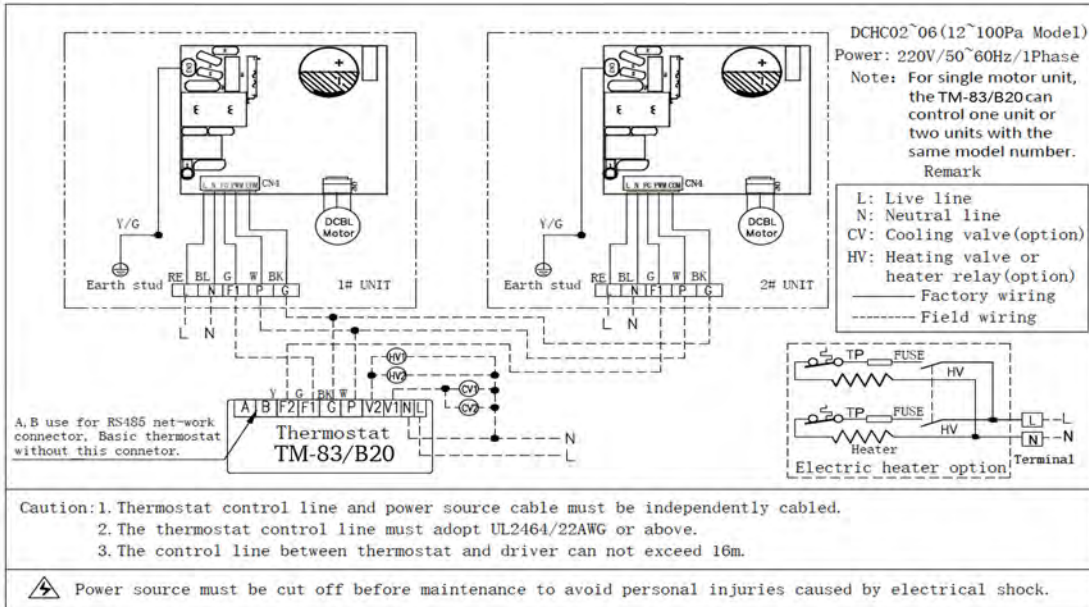 DCHC02~06(12~100Pa Model)
Power: 220V/50~60Hz/1Phase
Note: For single motor unit,
the TM-83/B20 can
control one unit or
two units with the
same model number.
Remark
L: Live line
N: Neutral line
CV: Cooling valve(option)
HV: Heating valve or
heater relay(option)
Factory wiring
Field wiring
L N FG PWM COM CN4
DCBL
Motor
Y/G
Earth stud
RE BL G W BK
L N F1 P G
1# UNIT
L N
L N FG PWM COM CN4
DCBL
Motor
Y/G
Earth stud
RE BL G W BK
L N F1 P G
2# UNIT
L N
HV1
HV2
CV1
CV2
Y G BK W
A B F2 F1 G P V2 V1 N L
Thermostat
TM-83/B20
N
L
A,B use for RS485 net-work
connector, Basic thermostat
without this connetor.
TP FUSE
HV
TP FUSE
HV
Heater
L L
N N
Terminal
Electric heater option
Caution: 1. Thermostat control line and power source cable must be independently cabled.
2. The thermostat control line must adopt UL2464/22AWG or above.
3. The control line between thermostat and driver can not exceed 16m.
Power source must be cut off before maintenance to avoid personal injuries caused by electrical shock.